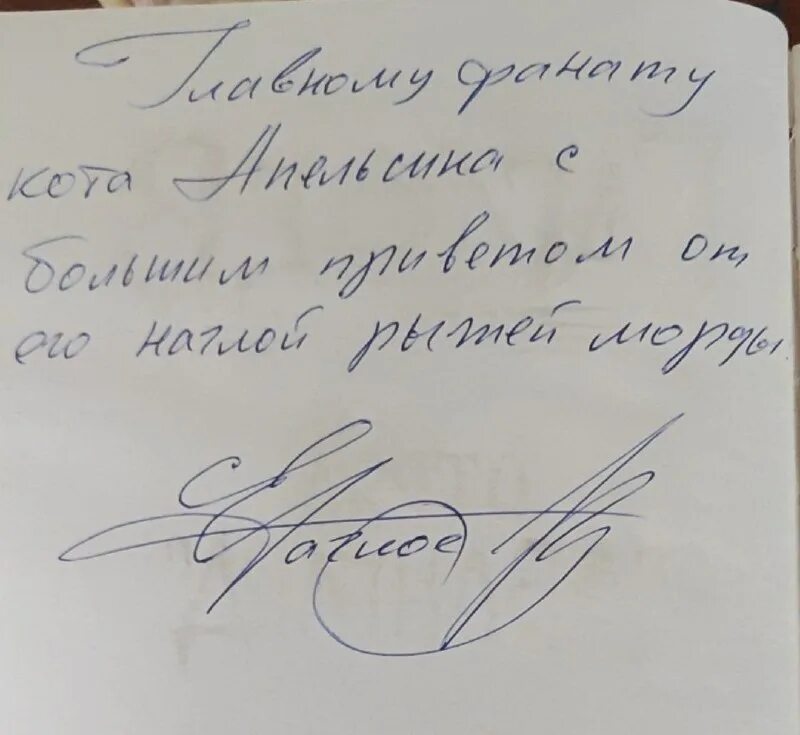 Главному фанату
кота Апельсина с
большим приветом от
его наглой рыжей морды.